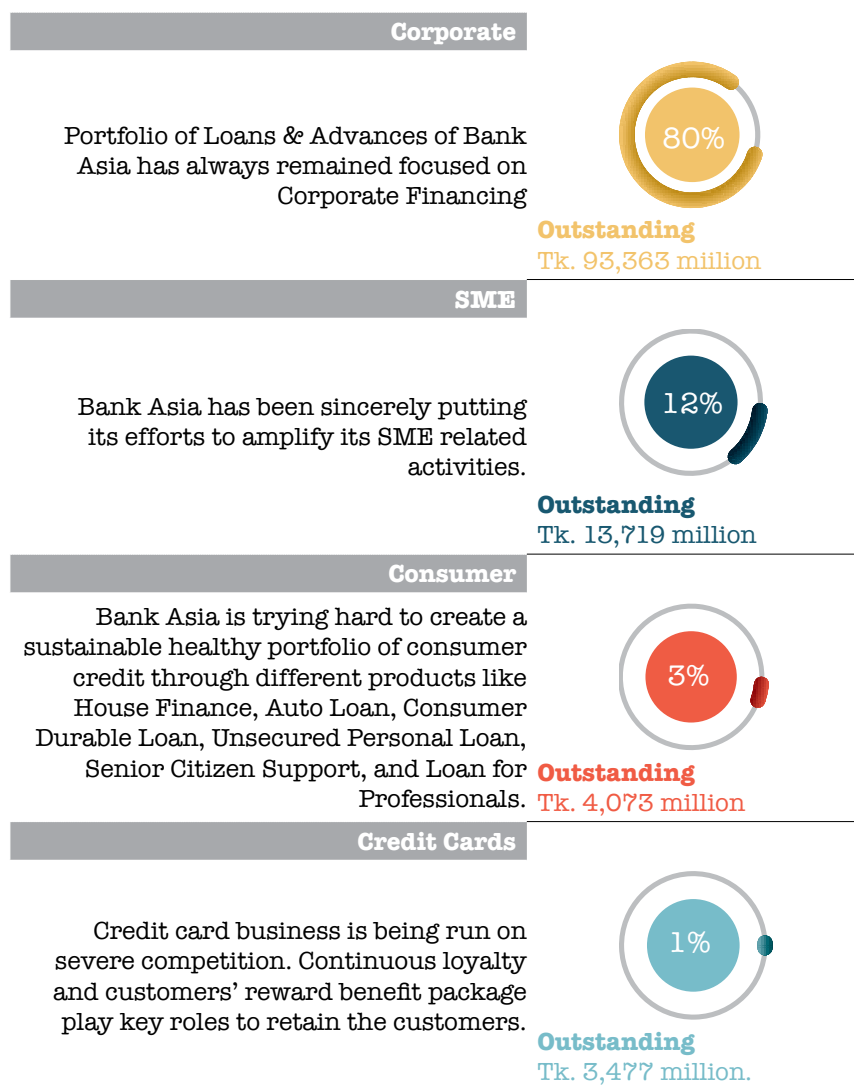 Corporate
Portfolio of Loans & Advances of Bank
Asia has always remained focused on
Corporate Financing
80%
Outstanding
Tk. 93,363 miilion
SME
Bank Asia has been sincerely putting
its efforts to amplify its SME related
activities.
12%
Outstanding
Tk. 13,719 million
Consumer
Bank Asia is trying hard to create a
sustainable healthy portfolio of consumer
credit through different products like
House Finance, Auto Loan, Consumer
Durable Loan, Unsecured Personal Loan,
Senior Citizen Support, and Loan for
Professionals.
3%
Outstanding
Tk. 4,073 million
Credit Cards
Credit card business is being run on
severe competition. Continuous loyalty
and customers’ reward benefit package
play key roles to retain the customers.
1%
Outstanding
Tk. 3,477 million.